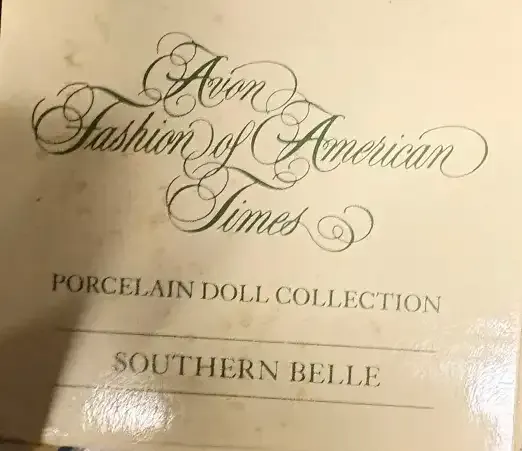 Avon
Fashion of American
Times
PORCELAIN DOLL COLLECTION
SOUTHERN BELLE